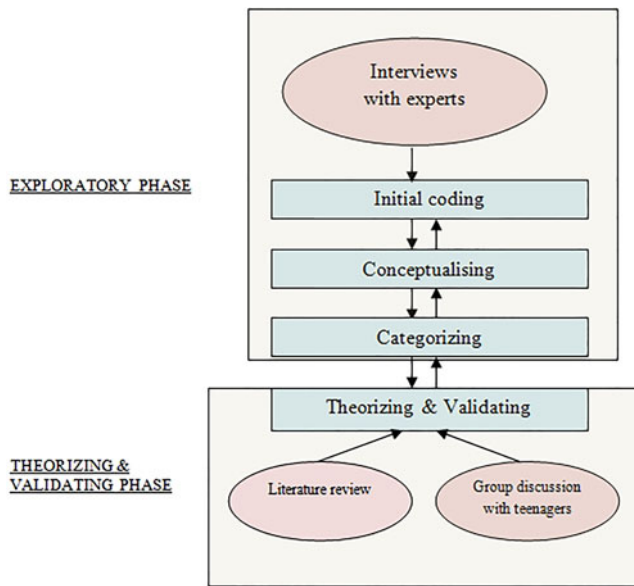 Interviews
with experts
EXPLORATORY PHASE
Initial coding
Conceptualising
Categorizing
Theorizing & Validating
THEORIZING &
VALIDATING PHASE
Literature review
Group discussion
with teenagers